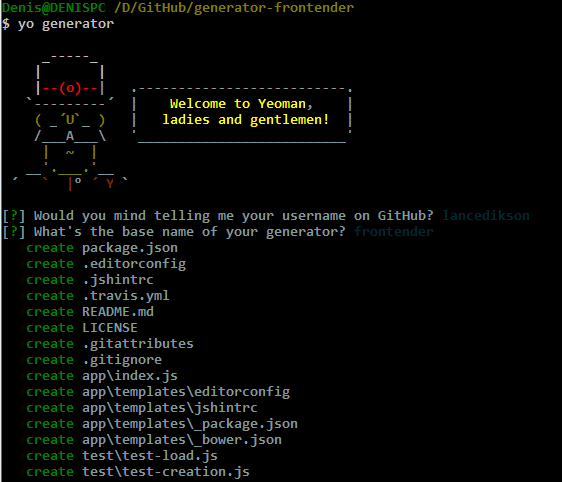 Denis@DENISPC /D/GitHub/generator-frontender
$ yo generator
Welcome to Yeoman,
ladies and gentlemen!
[?] Would you mind telling me your username on GitHub? lancedikson
[?] What's the base name of your generator? frontender
create package.json
create .editorconfig
create .jshintrc
create .travis.yml
create README.md
create LICENSE
create .gitattributes
create .gitignore
create app\index.js
create app\templates\editorconfig
create app\templates\jshintrc
create app\templates\_package.json
create app\templates\_bower.json
create test\test-load.js
create test\test-creation.js